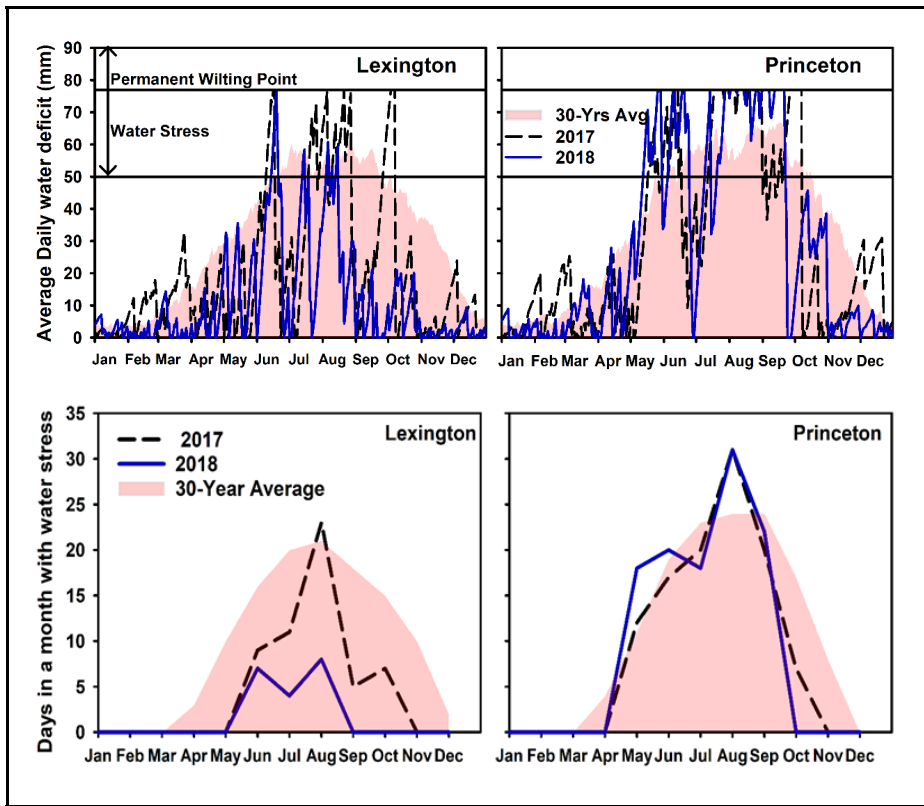 Average Daily water deficit (mm)
90
80
70
60
50
40
30
20
10
0
Permanent Wilting Point
Water Stress
Lexington
Jan Feb Mar Apr May Jun Jul Aug Sep Oct Nov Dec
Princeton
30-Yrs Avg
2017
2018
Jan Feb Mar Apr May Jun Jul Aug Sep Oct Nov Dec
Days in a month with water stress
35
30
25
20
15
10
5
0
Lexington
2017
2018
30-Year Average
Jan Feb Mar Apr May Jun Jul Aug Sep Oct Nov Dec
Princeton
Jan Feb Mar Apr May Jun Jul Aug Sep Oct Nov Dec